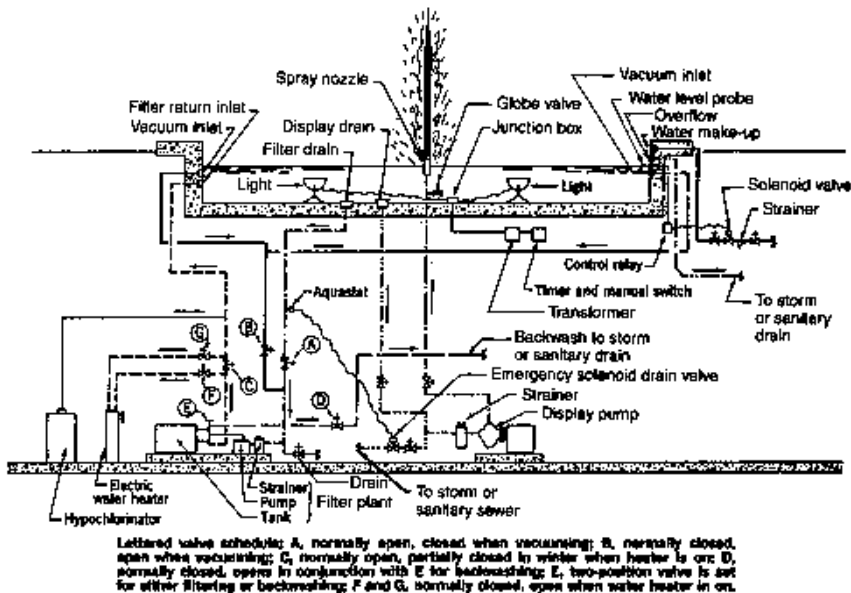 Spray nozzle
Vacuum inlet
Water level probe
Overflow
Water make-up
Globe valve
Junction box
Filter return inlet
Vacuum inlet
Display drain
Filter drain
Light
Light
Solenoid valve
Strainer
Control relay
Timer and manual switch
Transformer
To storm
or sanitary
drain
Aquastat
Backwash to storm
or sanitary drain
Emergency solenoid drain valve
Strainer
Display pump
G
B
A
C
F
E
D
Electric
water heater
Hypochlorinator
Strainer
Pump
Tank
Drain
Filter plant
To storm or
sanitary sewer
Lettered valve schedule: A, normally open, closed when vacuuming; B, normally closed,
open when vacuuming; C, normally open, partially closed in winter when heater is on; D,
normally closed, opens in conjunction with E for backwashing; E, two-position valve is set
for either filtering or backwashing; F and G, normally closed, open when water heater in on.